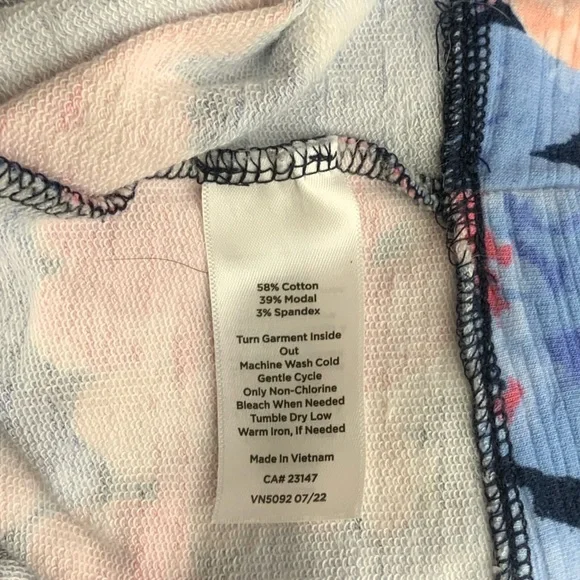 58% Cotton
39% Modal
3% Spandex
Turn Garment Inside
Out
Machine Wash Cold
Gentle Cycle
Only Non-Chlorine
Bleach When Needed
Tumble Dry Low
Warm Iron, If Needed
Made In Vietnam
CA# 23147
VN5092 07/22